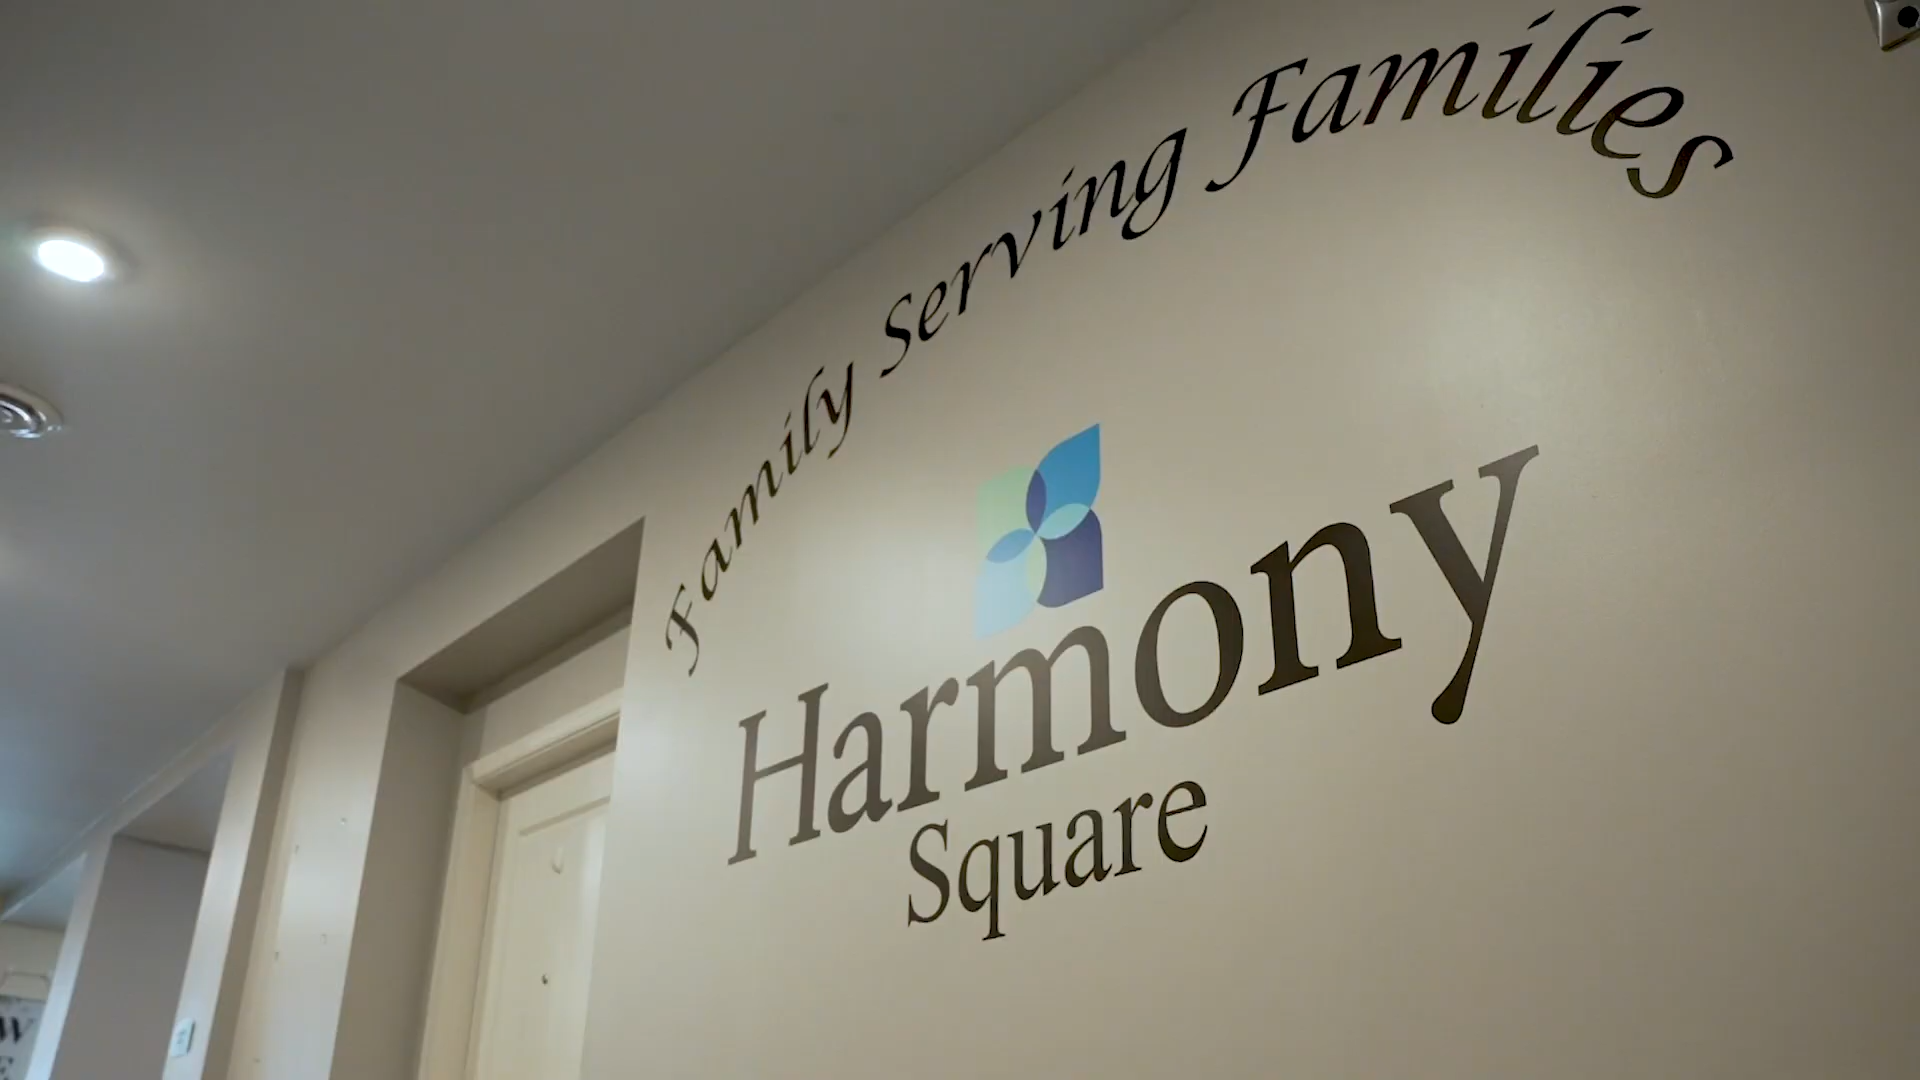 Family Serving Families
Harmony
Square
W
E